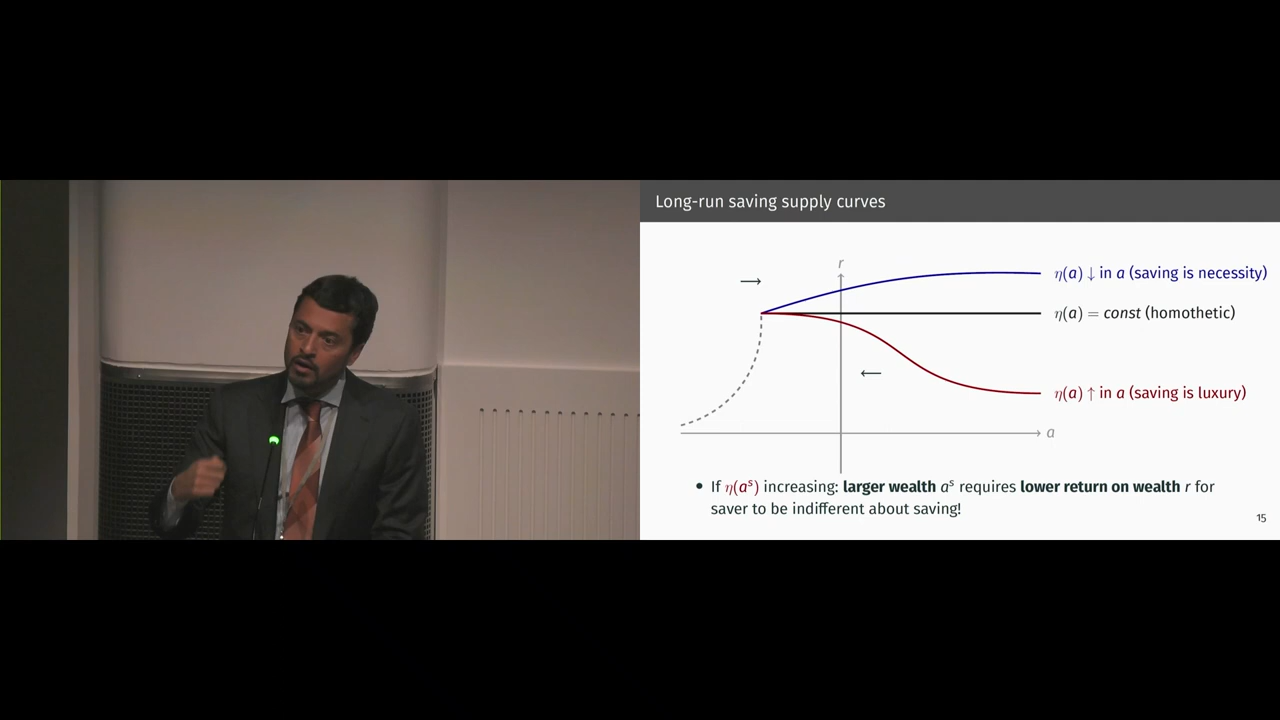 Long-run saving supply curves
r
η(a) ↓ in a (saving is necessity)
η(a) = const (homothetic)
η(a) ↑ in a (saving is luxury)
a
• If η(aˢ) increasing: larger wealth aˢ requires lower return on wealth r for
saver to be indifferent about saving!
15